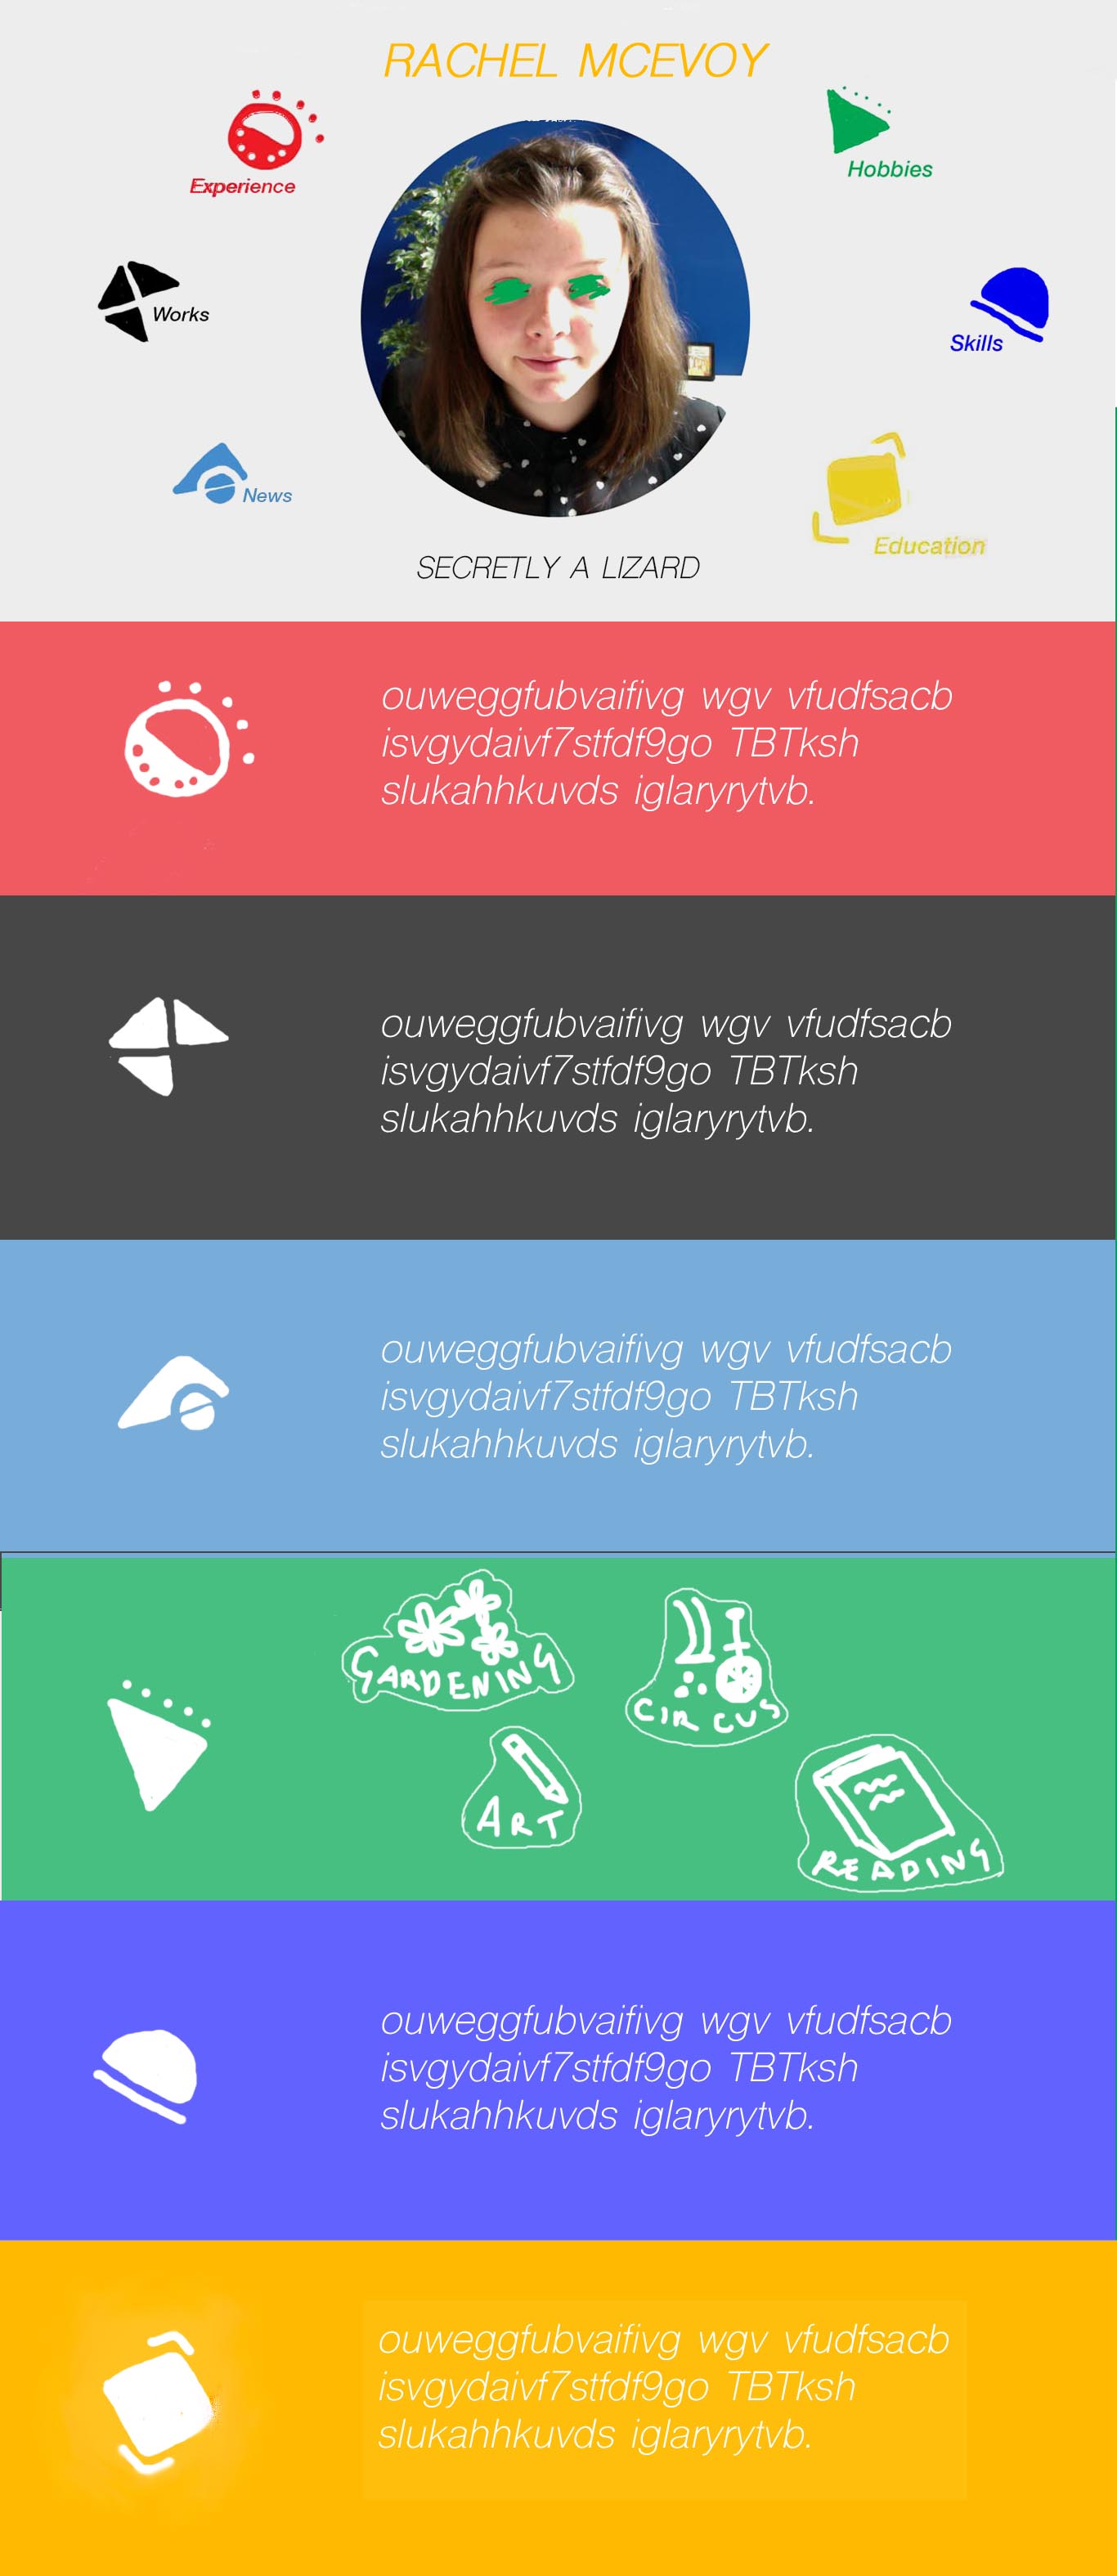 RACHEL MCEVOY
Experience
Hobbies
Works
Skills
News
Education
SECRETLY A LIZARD
ouweggfubvaifivg wgv vfudfsacb
isvgydaivf7stfdf9go TBTksh
slukahhkuvds iglaryrytvb.
ouweggfubvaifivg wgv vfudfsacb
isvgydaivf7stfdf9go TBTksh
slukahhkuvds iglaryrytvb.
ouweggfubvaifivg wgv vfudfsacb
isvgydaivf7stfdf9go TBTksh
slukahhkuvds iglaryrytvb.
GARDENING
CIRCUS
ART
READING
ouweggfubvaifivg wgv vfudfsacb
isvgydaivf7stfdf9go TBTksh
slukahhkuvds iglaryrytvb.
ouweggfubvaifivg wgv vfudfsacb
isvgydaivf7stfdf9go TBTksh
slukahhkuvds iglaryrytvb.